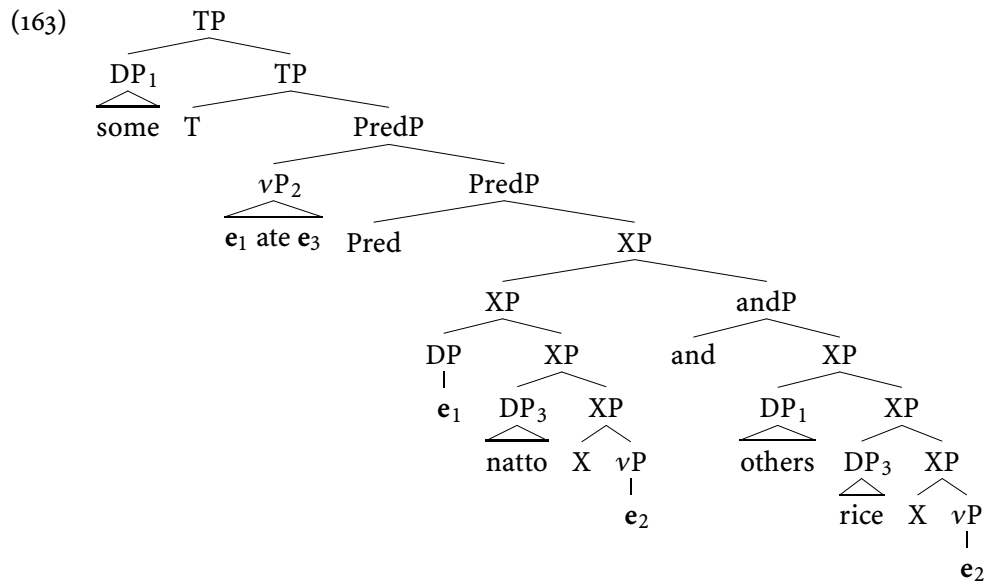 (163) TP
DP₁ TP
some T PredP
vP₂ PredP
e₁ ate e₃ Pred XP
XP andP
DP XP and XP
e₁ DP₃ XP DP₁ XP
natto X vP others DP₃ XP
e₂ rice X vP
e₂